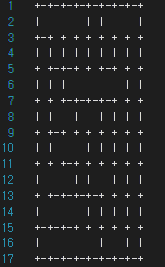 1 +-+-+-+-+-+-+-+-+
2 |       | |     |
3 +-+ + + + + + + +
4 | | | | | | | | |
5 + +-+ +-+-+ + + +
6 | | |         | |
7 + + +-+-+-+-+ + +
8 | |   |   | | | |
9 + +-+ + + + + + +
10 | |     | | | | |
11 + + +-+ +-+ + + +
12 |     | |   | | |
13 + +-+-+-+-+ + + +
14 |       | | | | |
15 +-+-+ + + + + + +
16 |         |   | |
17 +-+-+-+-+-+-+-+-+